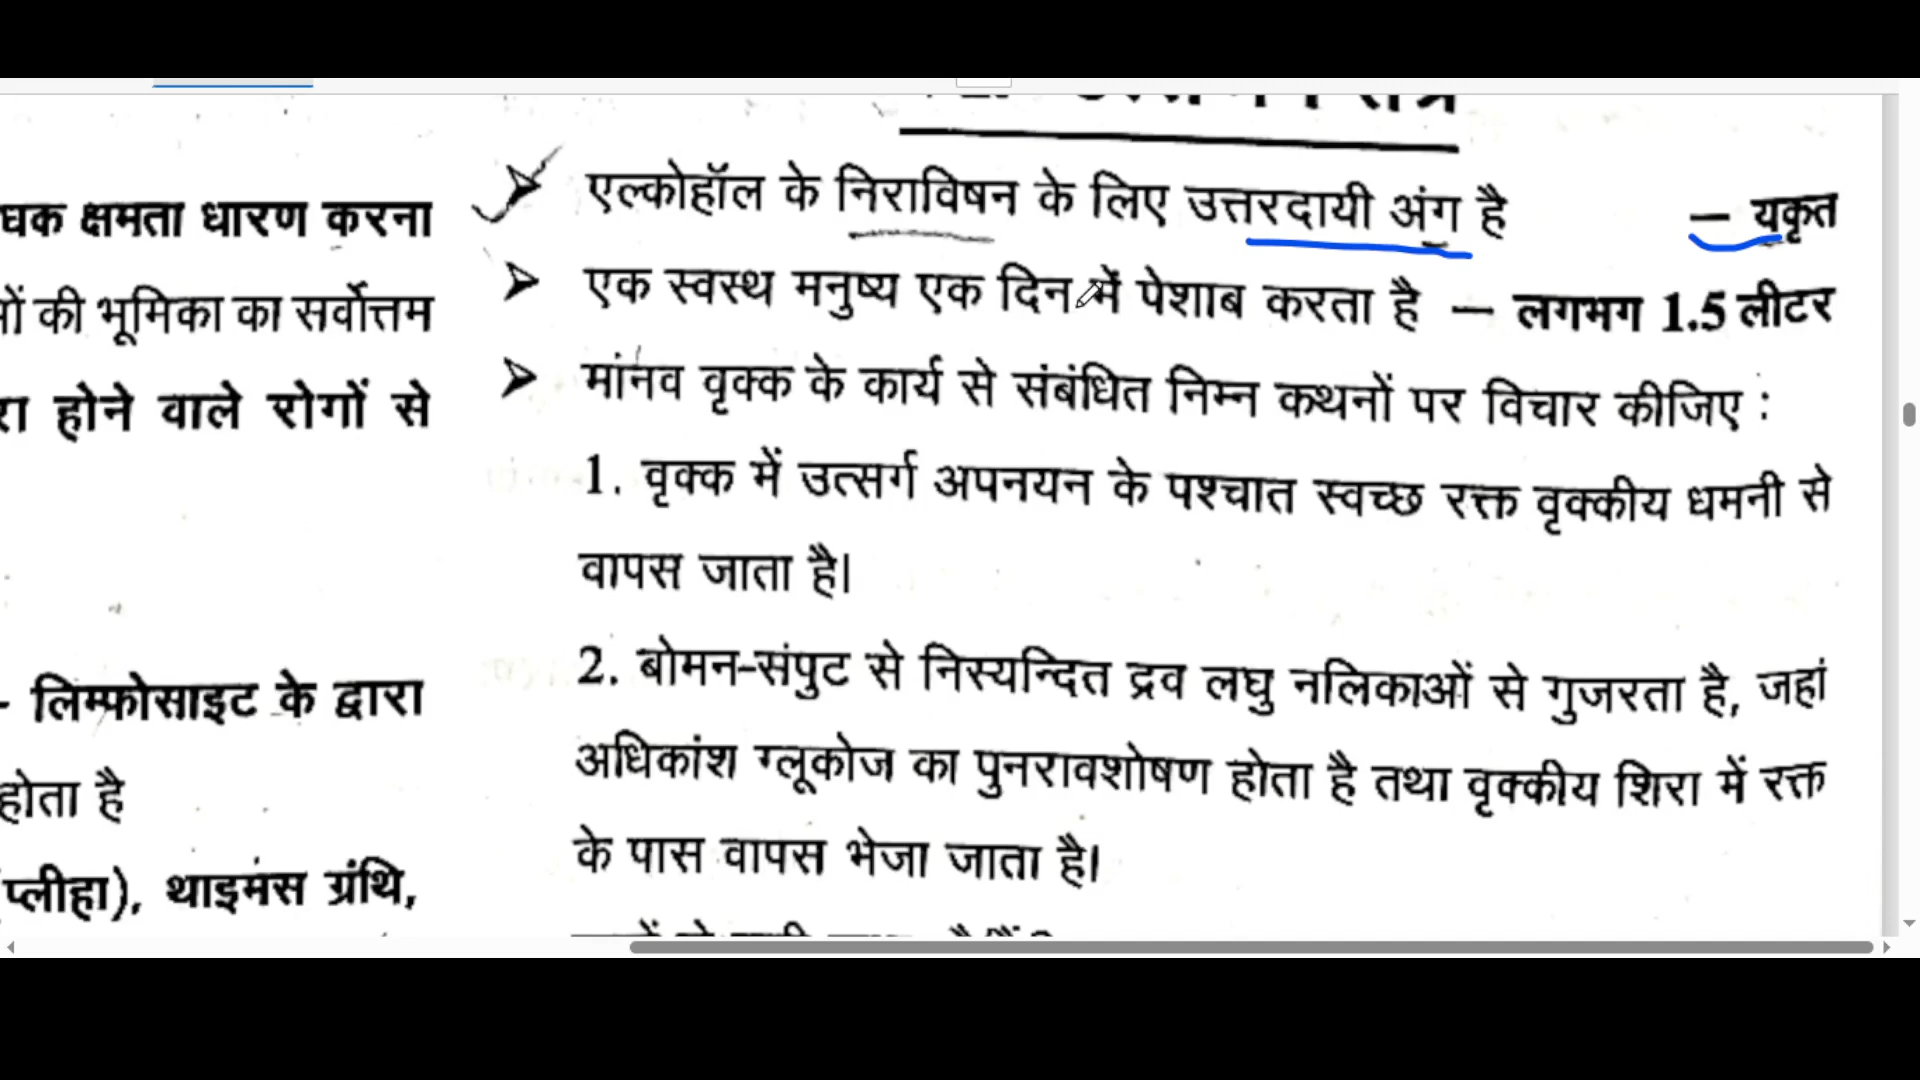 घक क्षमता धारण करना
की भूमिका का सर्वोत्तम
होने वाले रोगों से
- लिम्फोसाइट के द्वारा
होता है
(प्लीहा), थाइमस ग्रंथि,
➤ एल्कोहॉल के निराविषन के लिए उत्तरदायी अंग है – यकृत
➤ एक स्वस्थ मनुष्य एक दिन में पेशाब करता है – लगभग 1.5 लीटर
➤ मांनव वृक्क के कार्य से संबंधित निम्न कथनों पर विचार कीजिए :
1. वृक्क में उत्सर्ग अपनयन के पश्चात स्वच्छ रक्त वृक्कीय धमनी से
वापस जाता है।
2. बोमन-संपुट से निस्यन्दित द्रव लघु नलिकाओं से गुजरता है, जहां
अधिकांश ग्लूकोज का पुनरावशोषण होता है तथा वृक्कीय शिरा में रक्त
के पास वापस भेजा जाता है।